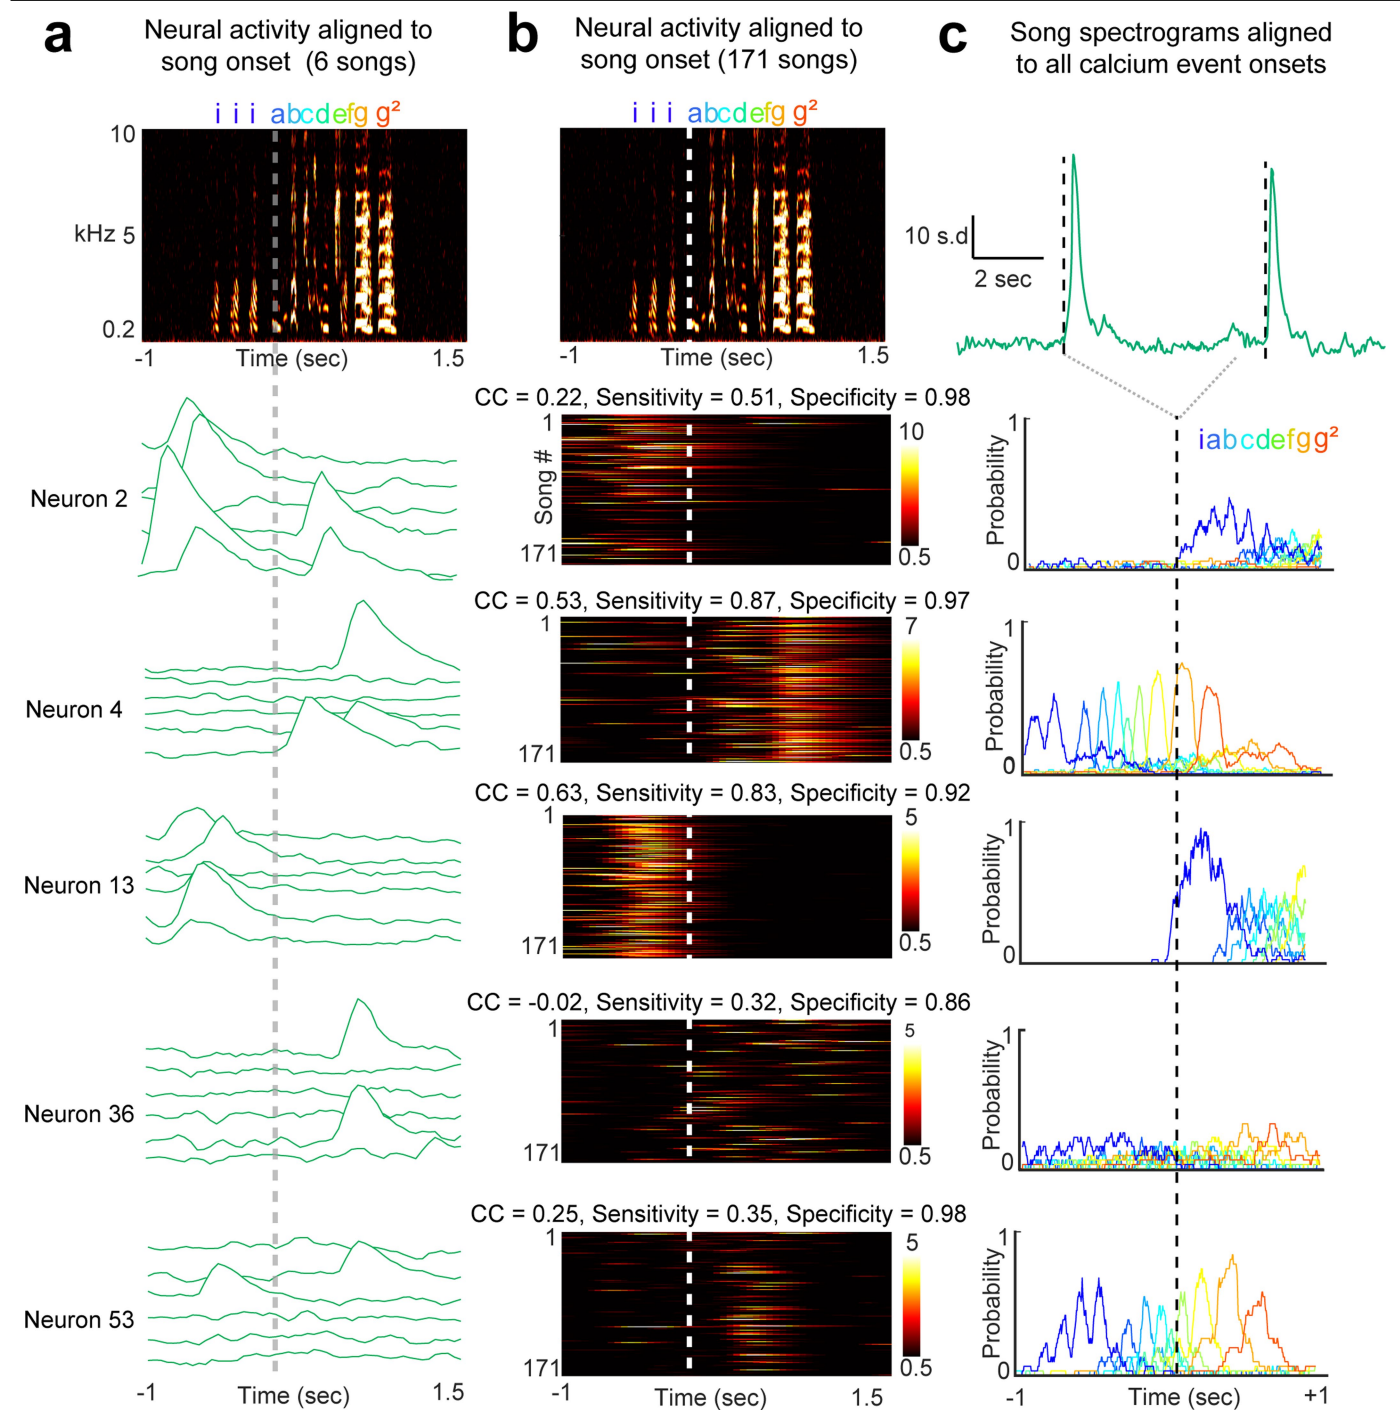 a
Neural activity aligned to
song onset (6 songs)
i i i abcdefg g²
10
kHz 5
0.2
-1
Time (sec)
1.5
Neuron 2
Neuron 4
Neuron 13
Neuron 36
Neuron 53
-1
Time (sec)
1.5
b
Neural activity aligned to
song onset (171 songs)
i i i abcdefg g²
-1
Time (sec)
1.5
CC = 0.22, Sensitivity = 0.51, Specificity = 0.98
1
Song #
171
10
0.5
CC = 0.53, Sensitivity = 0.87, Specificity = 0.97
1
171
7
0.5
CC = 0.63, Sensitivity = 0.83, Specificity = 0.92
1
171
5
0.5
CC = -0.02, Sensitivity = 0.32, Specificity = 0.86
1
171
5
0.5
CC = 0.25, Sensitivity = 0.35, Specificity = 0.98
1
171
5
0.5
-1
Time (sec)
1.5
c
Song spectrograms aligned
to all calcium event onsets
10 s.d
2 sec
1
Probability
0
iabcdefgg²
1
Probability
0
1
Probability
0
1
Probability
0
1
Probability
0
-1
Time (sec)
+1